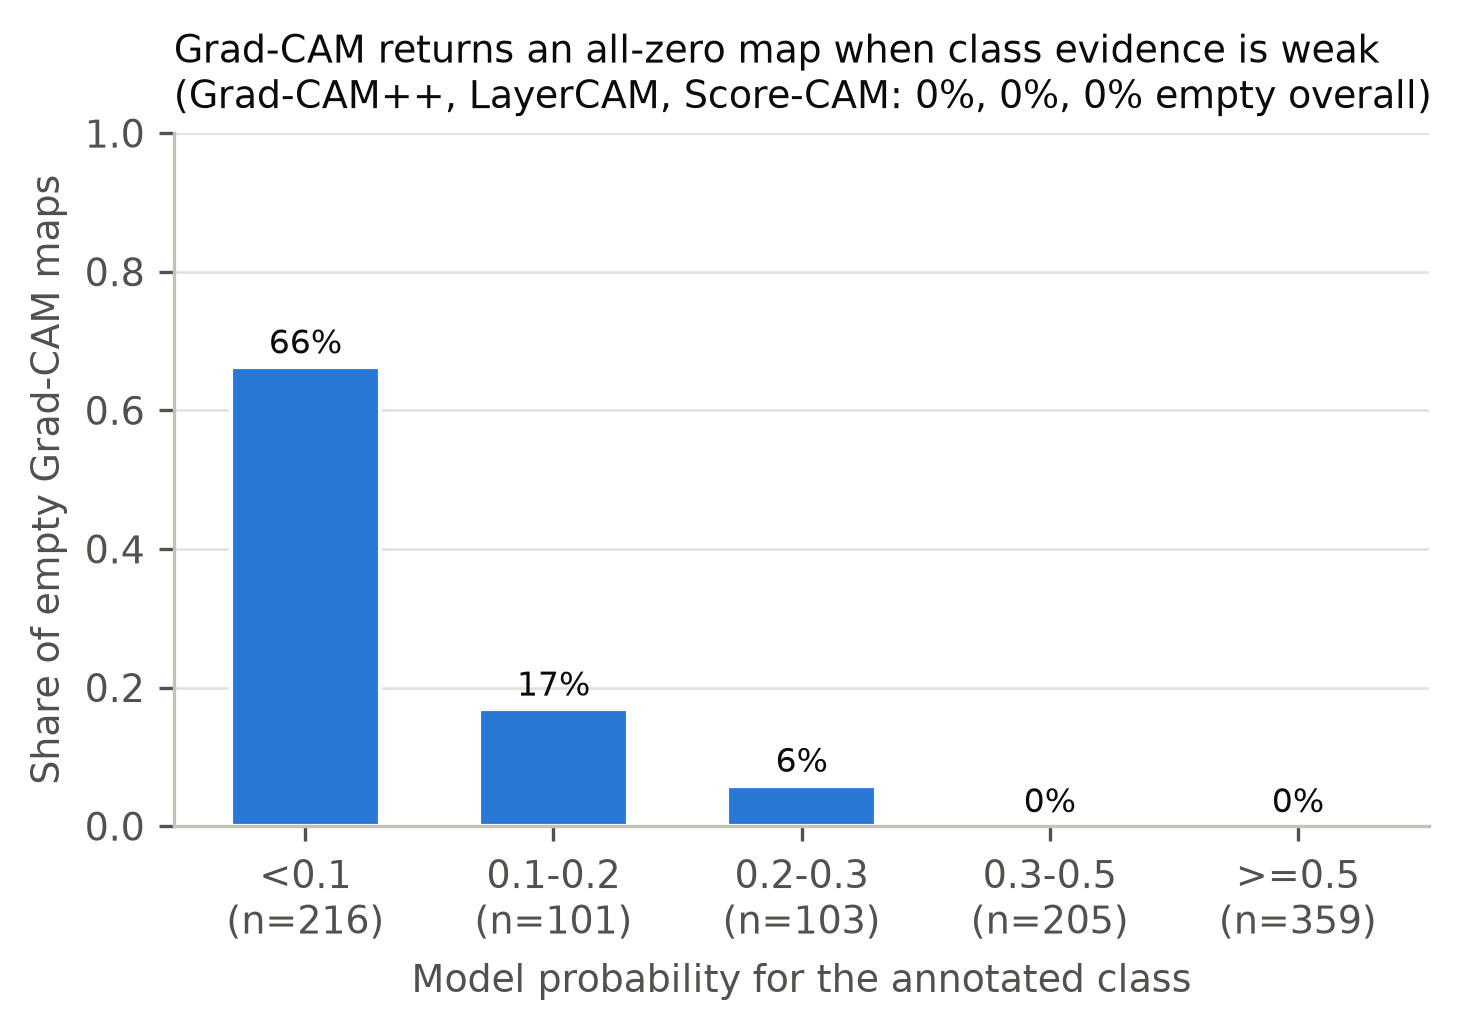 Grad-CAM returns an all-zero map when class evidence is weak
(Grad-CAM++, LayerCAM, Score-CAM: 0%, 0%, 0% empty overall)
Share of empty Grad-CAM maps
1.0
0.8
0.6
0.4
0.2
0.0
66%
17%
6%
0%
0%
<0.1
(n=216)
0.1-0.2
(n=101)
0.2-0.3
(n=103)
0.3-0.5
(n=205)
>=0.5
(n=359)
Model probability for the annotated class